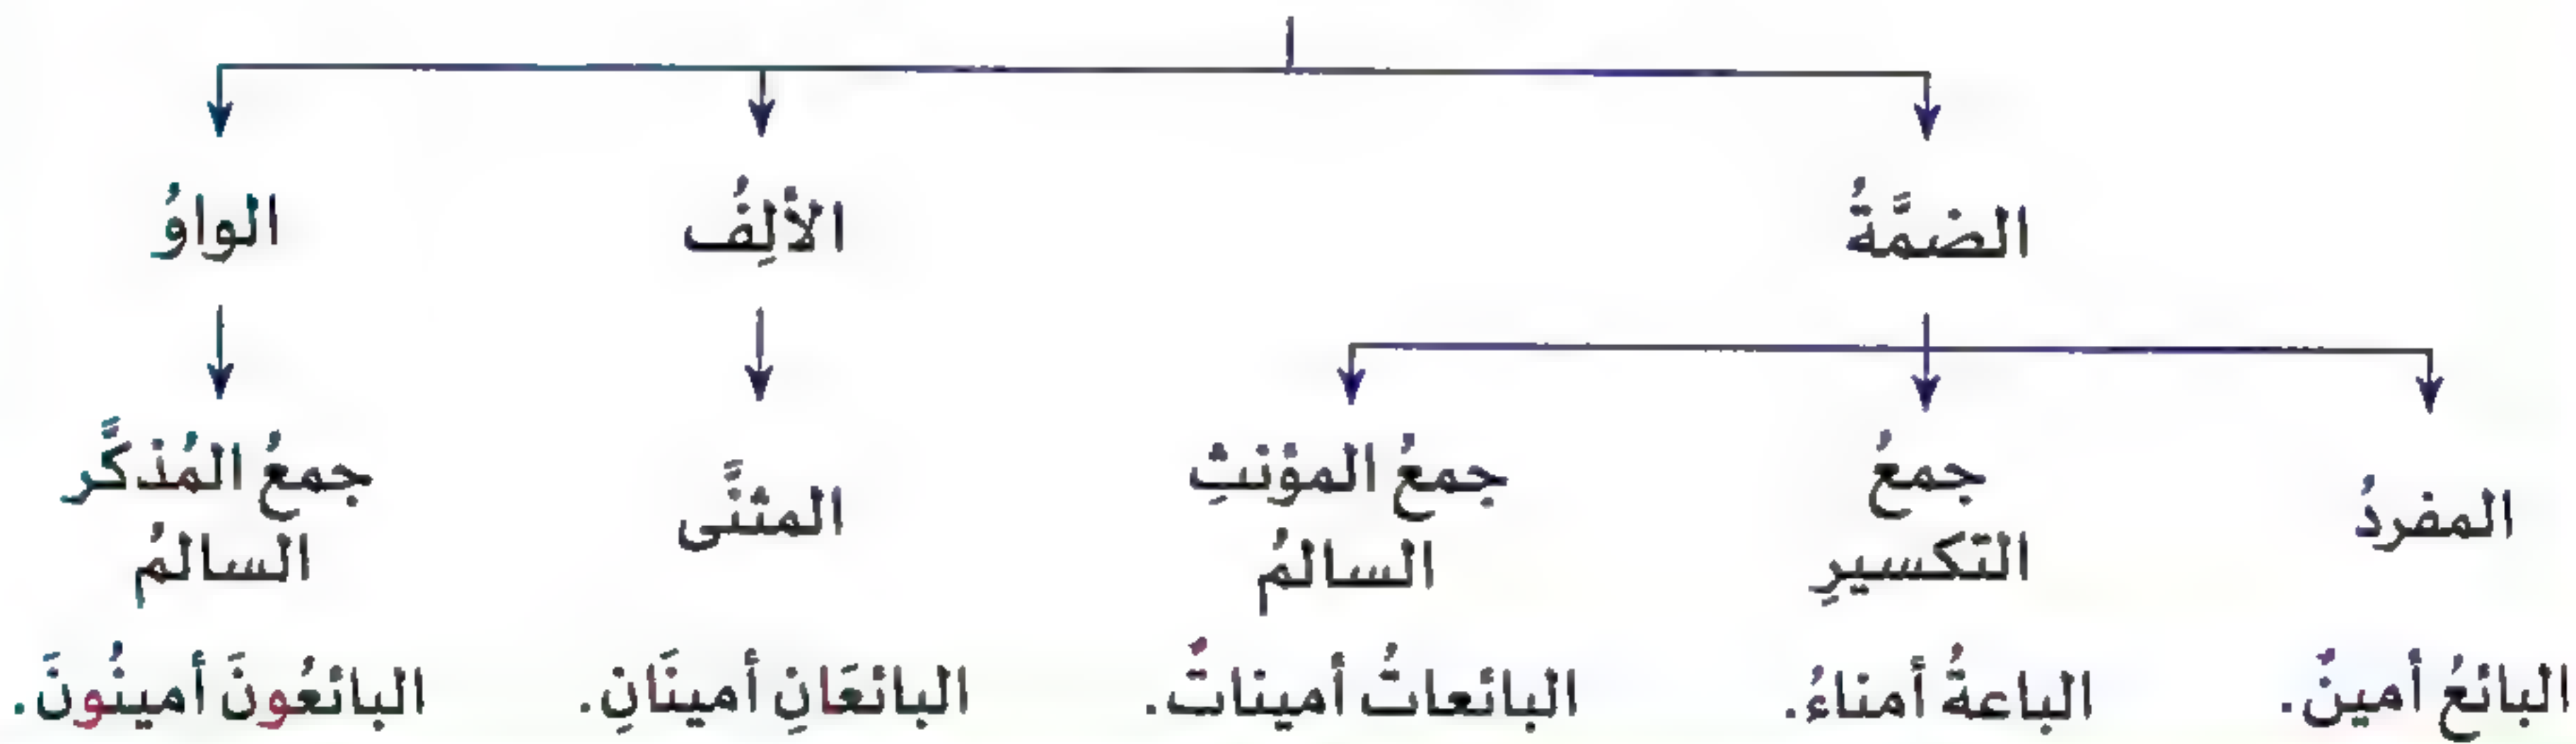 الضمَّةُ
الألِفُ
الواوُ
المفردُ
جمعُ
التكسيرِ
جمعُ المؤنثِ
السالمُ
المثنَّى
جمعُ المُذكَّر
السالمُ
البائعُ أمينٌ.
الباعةُ أمناءُ.
البائعاتُ أميناتٌ.
البائعَانِ أمينَانِ.
البائعُونَ أمينُونَ.